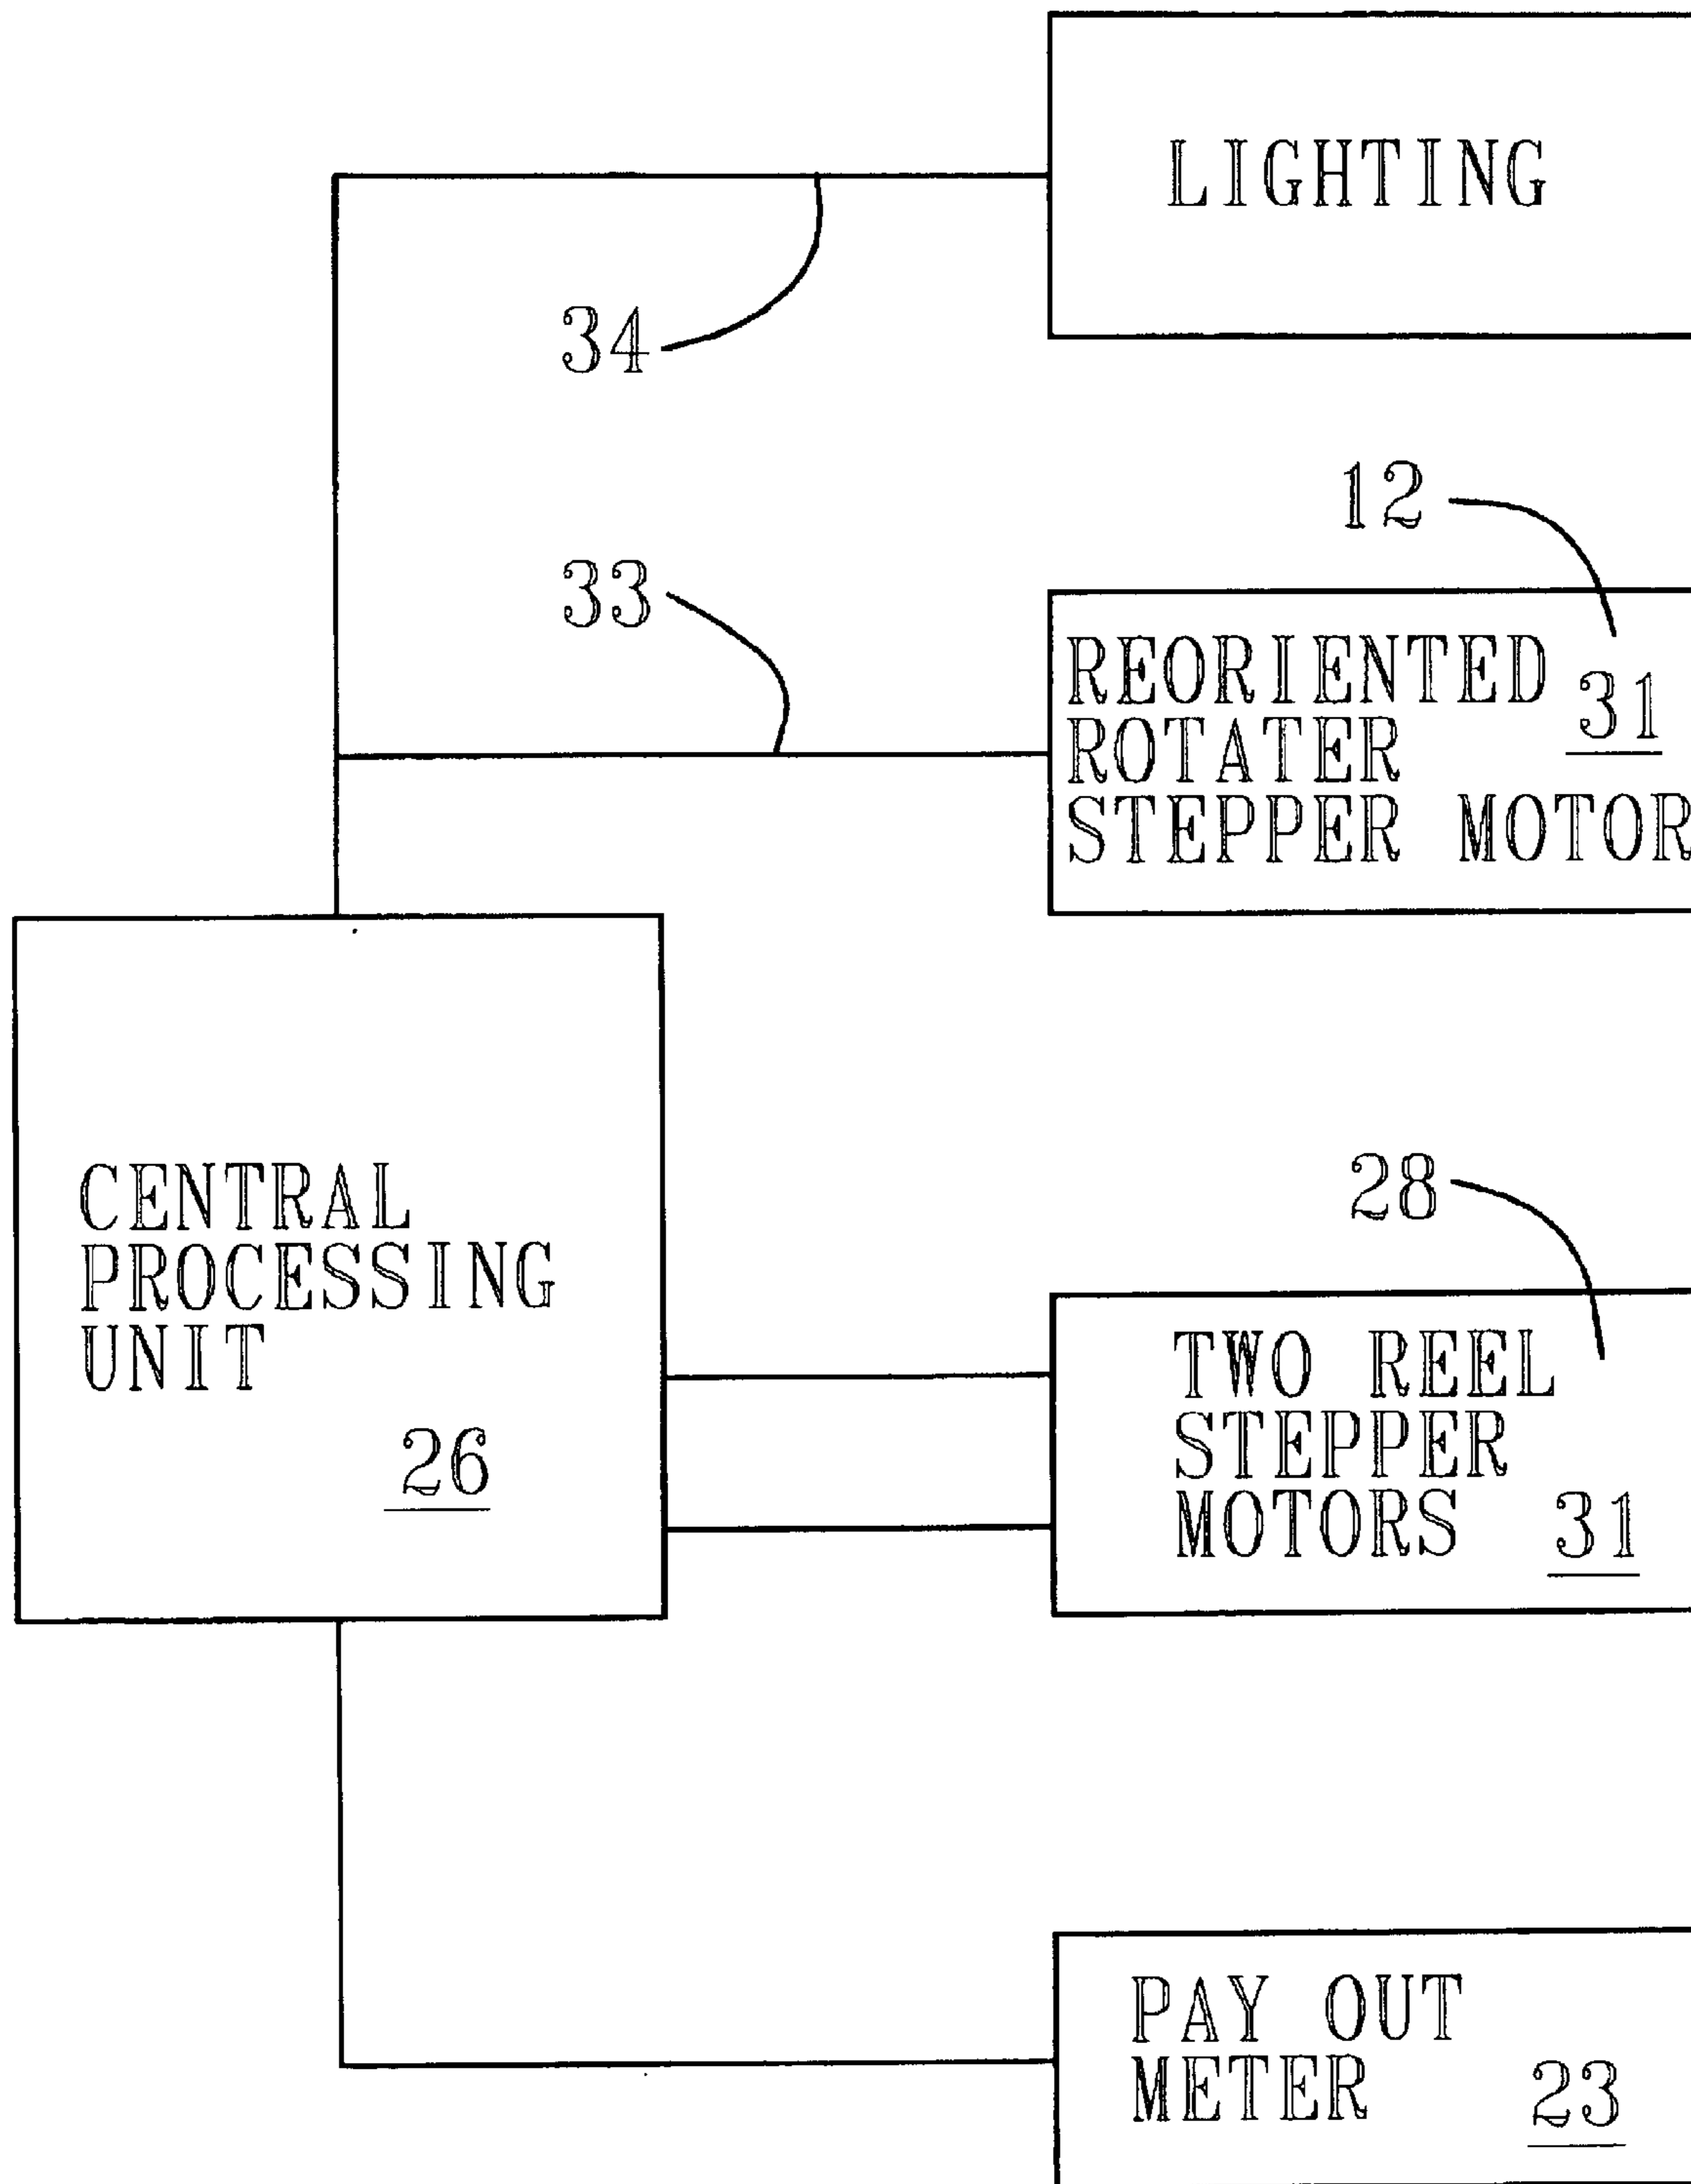 LIGHTING
34
12
33
REORIENTED
31
ROTATER
STEPPER MOTOR
CENTRAL
PROCESSING
UNIT
26
28
TWO REEL
STEPPER
MOTORS
31
PAY OUT
METER
23